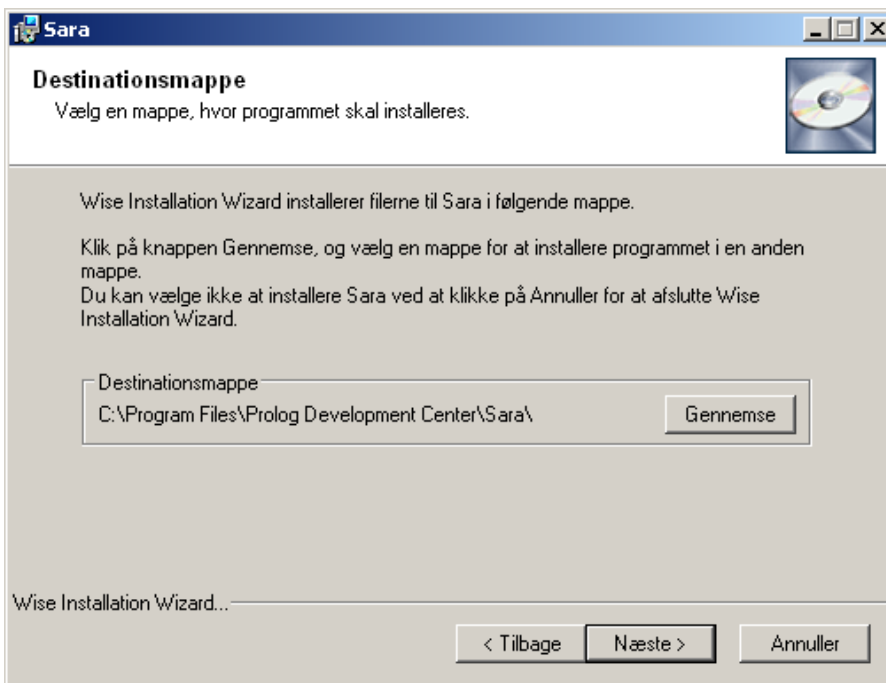 Sara
Destinationsmappe
Vælg en mappe, hvor programmet skal installeres.
Wise Installation Wizard installerer filerne til Sara i følgende mappe.
Klik på knappen Gennemse, og vælg en mappe for at installere programmet i en anden
mappe.
Du kan vælge ikke at installere Sara ved at klikke på Annuller for at afslutte Wise
Installation Wizard.
Destinationsmappe
C:\Program Files\Prolog Development Center\Sara\
Gennemse
Wise Installation Wizard...
< Tilbage
Næste >
Annuller